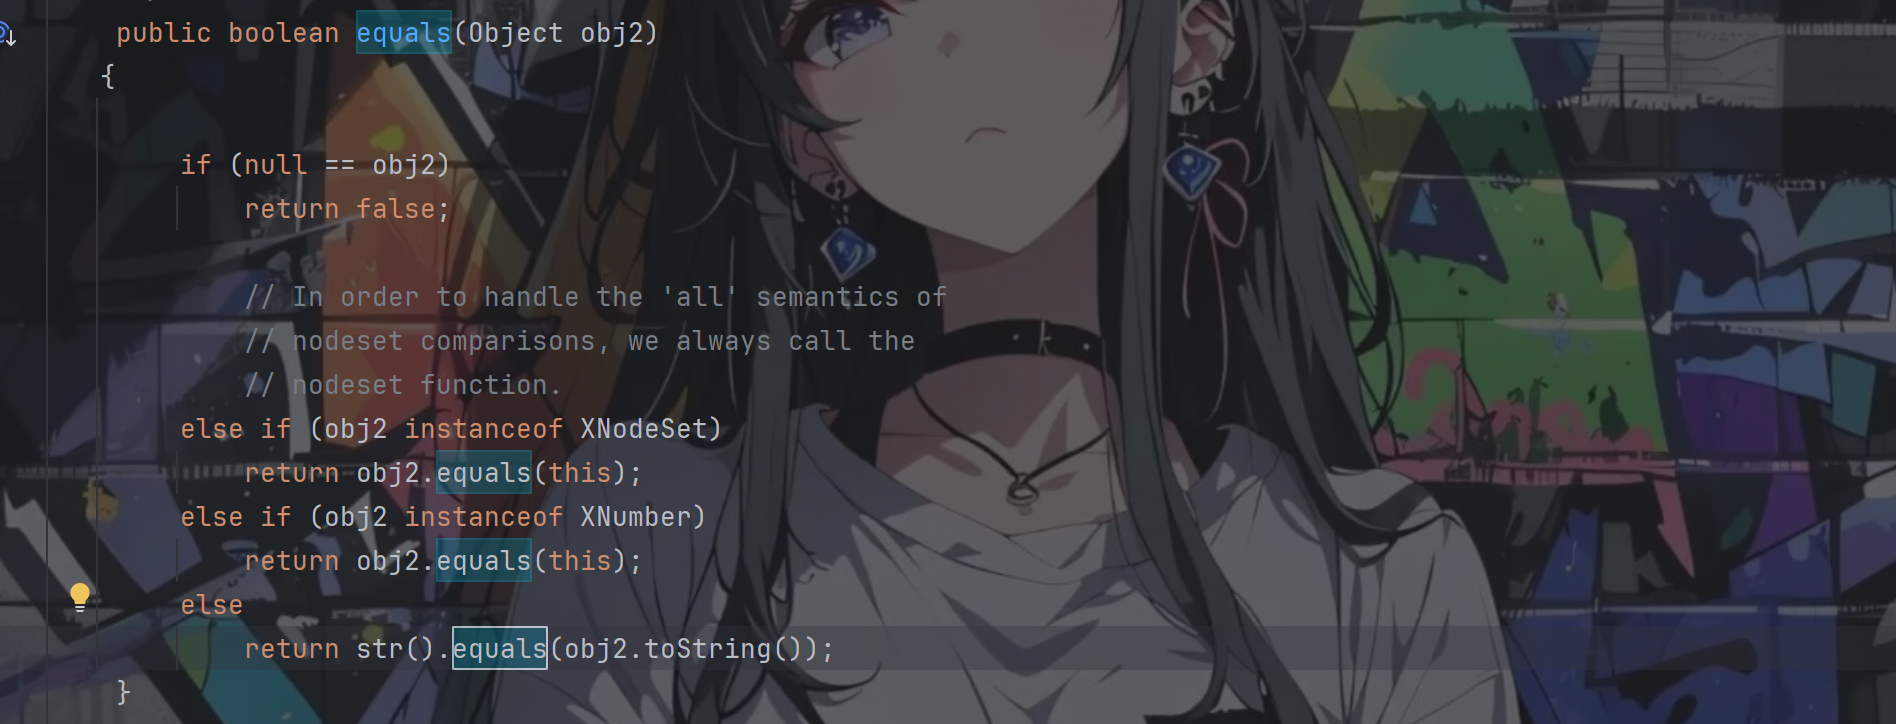 public boolean equals(Object obj2)
{
if (null == obj2)
return false;
// In order to handle the 'all' semantics of
// nodeset comparisons, we always call the
// nodeset function.
else if (obj2 instanceof XNodeSet)
return obj2.equals(this);
else if (obj2 instanceof XNumber)
return obj2.equals(this);
else
return str().equals(obj2.toString());
}